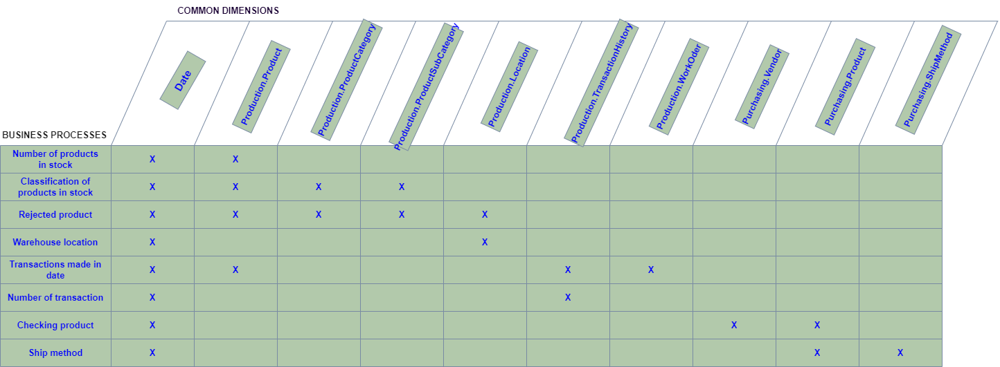 COMMON DIMENSIONS
Date
Production.Product
Production.ProductCategory
Production.ProductSubCategory
Production.Location
Production.TransactionHistory
Production.WorkOder
Purchasing.Vendor
Purchasing.Product
Purchasing.ShipMethod
BUSINESS PROCESSES
Number of products
in stock
X X
Classification of
products in stock
X X X X
Rejected product X X X X X
Warehouse location X X
Transactions made in
date
X X X X
Number of transaction X X
Checking product X X X
Ship method X X X